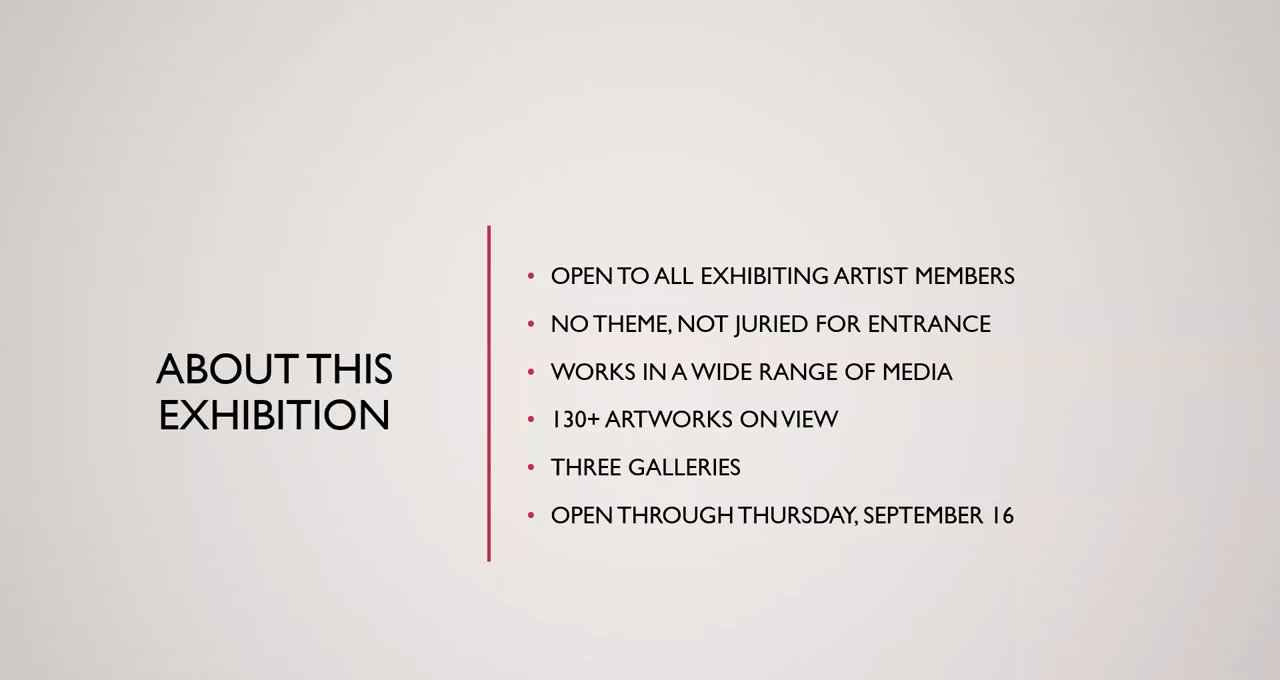 ABOUT THIS
EXHIBITION
• OPEN TO ALL EXHIBITING ARTIST MEMBERS
• NO THEME, NOT JURIED FOR ENTRANCE
• WORKS IN A WIDE RANGE OF MEDIA
• 130+ ARTWORKS ON VIEW
• THREE GALLERIES
• OPEN THROUGH THURSDAY, SEPTEMBER 16